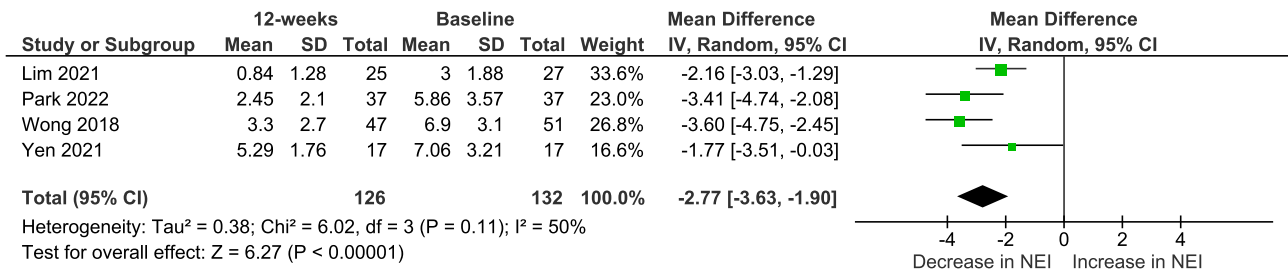 12-weeks Baseline Mean Difference Mean Difference
Study or Subgroup Mean SD Total Mean SD Total Weight IV, Random, 95% CI IV, Random, 95% CI
Lim 2021 0.84 1.28 25 3 1.88 27 33.6% -2.16 [-3.03, -1.29]
Park 2022 2.45 2.1 37 5.86 3.57 37 23.0% -3.41 [-4.74, -2.08]
Wong 2018 3.3 2.7 47 6.9 3.1 51 26.8% -3.60 [-4.75, -2.45]
Yen 2021 5.29 1.76 17 7.06 3.21 17 16.6% -1.77 [-3.51, -0.03]
Total (95% CI) 126 132 100.0% -2.77 [-3.63, -1.90]
Heterogeneity: Tau² = 0.38; Chi² = 6.02, df = 3 (P = 0.11); I² = 50%
Test for overall effect: Z = 6.27 (P < 0.00001)
-4 -2 0 2 4
Decrease in NEI Increase in NEI